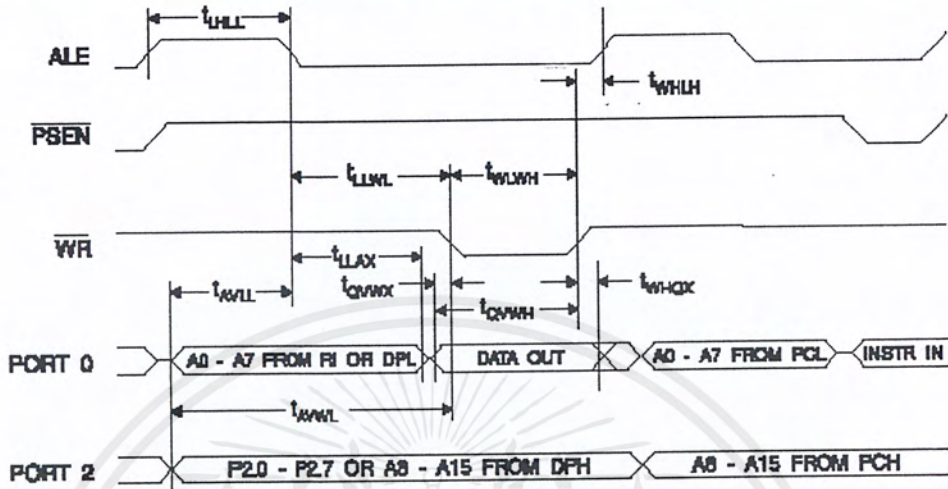 tLHLL
ALE
tWHLH
PSEN
tLLWL
tWLWH
WR
tLLAX
tAVLL
tQVWX
tWHQX
tQVWH
PORT 0
A0 - A7 FROM RI OR DPL
DATA OUT
A0 - A7 FROM PCL
INSTR IN
tAVWL
PORT 2
P2.0 - P2.7 OR A8 - A15 FROM DPH
A8 - A15 FROM PCH